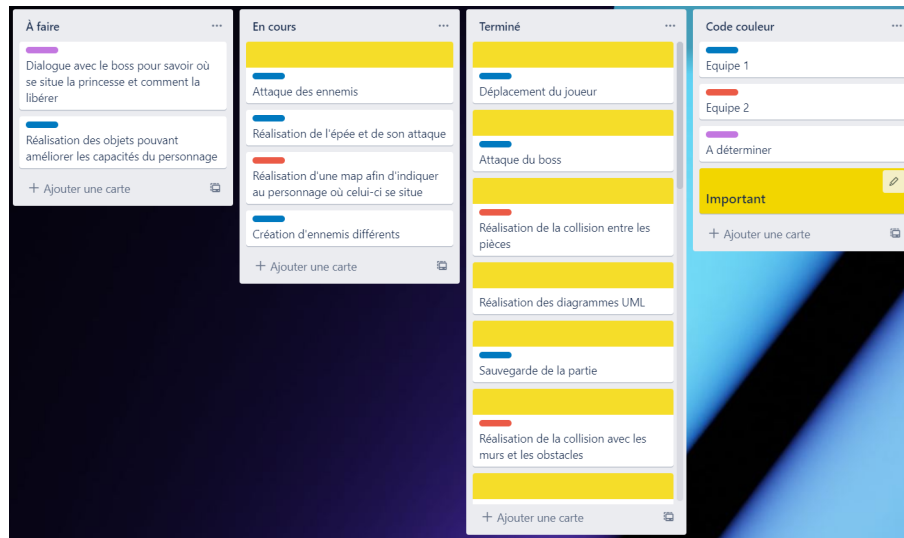 À faire
Dialogue avec le boss pour savoir où
se situe la princesse et comment la
libérer
Réalisation des objets pouvant
améliorer les capacités du personnage
+ Ajouter une carte
En cours
Attaque des ennemis
Réalisation de l'épée et de son attaque
Réalisation d'une map afin d'indiquer
au personnage où celui-ci se situe
Création d'ennemis différents
+ Ajouter une carte
Terminé
Déplacement du joueur
Attaque du boss
Réalisation de la collision entre les
pièces
Réalisation des diagrammes UML
Sauvegarde de la partie
Réalisation de la collision avec les
murs et les obstacles
+ Ajouter une carte
Code couleur
Equipe 1
Equipe 2
A déterminer
Important
+ Ajouter une carte